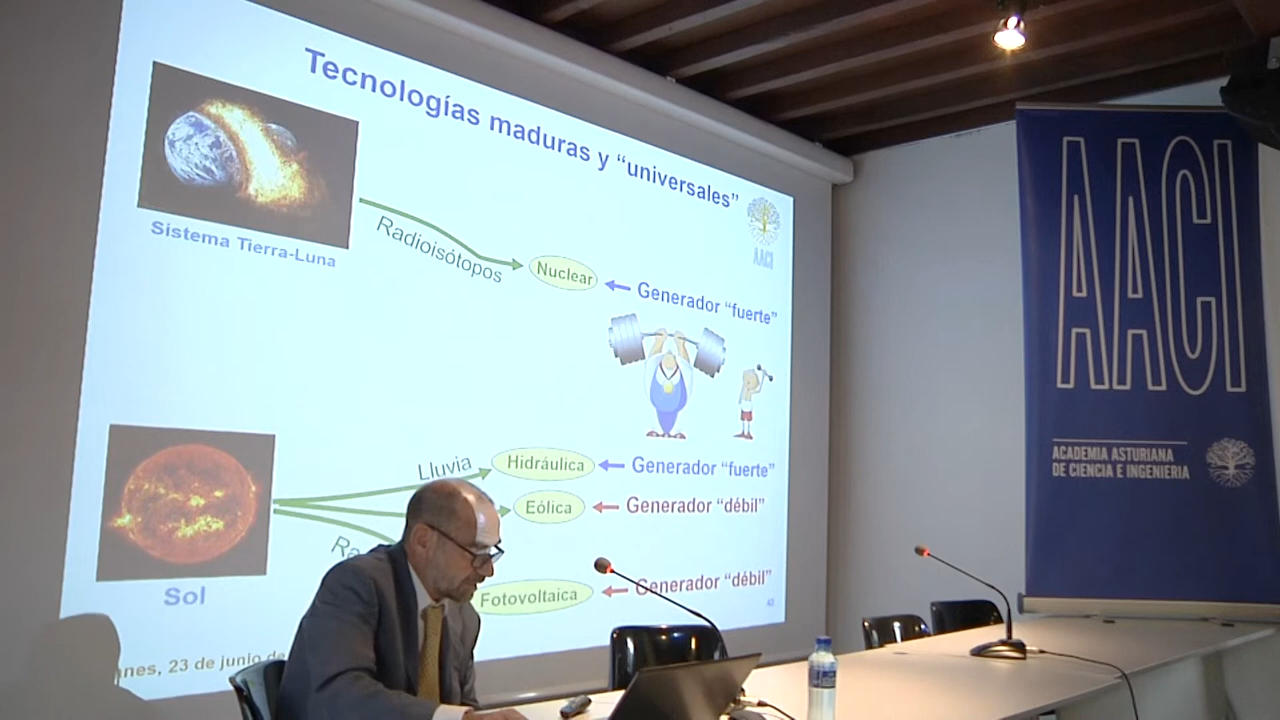 Tecnologías maduras y “universales”
AACI
Sistema Tierra-Luna
Radioisótopos
Nuclear
Generador “fuerte”
Lluvia
Hidráulica
Generador “fuerte”
Eólica
Generador “débil”
Sol
Fotovoltaica
Generador “débil”
23 de junio
AACI
ACADEMIA ASTURIANA
DE CIENCIA E INGENIERIA